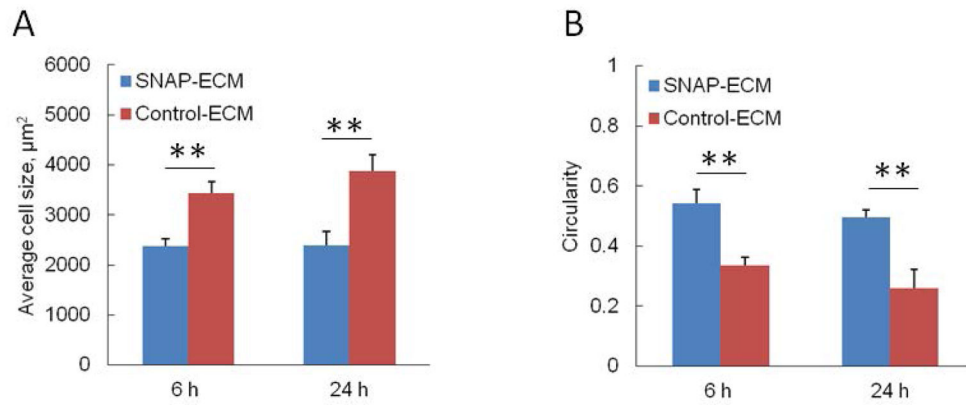 A
Average cell size, µm²
6000
5000
4000
3000
2000
1000
0
SNAP-ECM
Control-ECM
**
**
6 h
24 h
B
Circularity
1
0.8
0.6
0.4
0.2
0
SNAP-ECM
Control-ECM
**
**
6 h
24 h